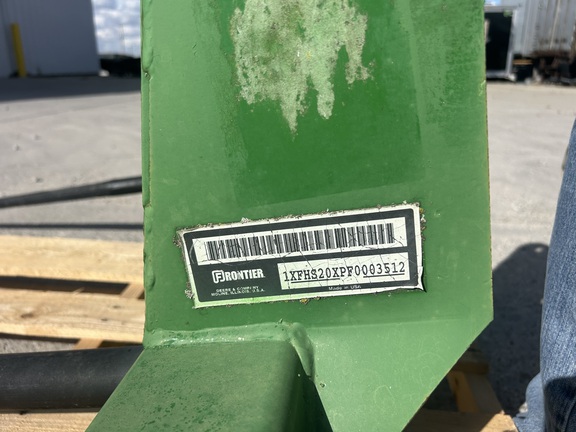 FRONTIER
DEERE & COMPANY
MOLINE, ILLINOIS, U.S.A.
1XFHS20XPF0003512
Made in USA